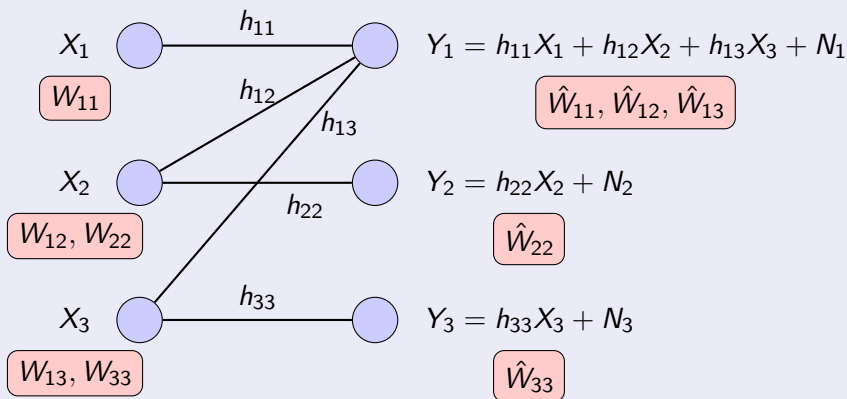 X₁
h₁₁
Y₁ = h₁₁X₁ + h₁₂X₂ + h₁₃X₃ + N₁
W₁₁
h₁₂
Ŵ₁₁, Ŵ₁₂, Ŵ₁₃
h₁₃
X₂
h₂₂
Y₂ = h₂₂X₂ + N₂
W₁₂, W₂₂
Ŵ₂₂
X₃
h₃₃
Y₃ = h₃₃X₃ + N₃
W₁₃, W₃₃
Ŵ₃₃